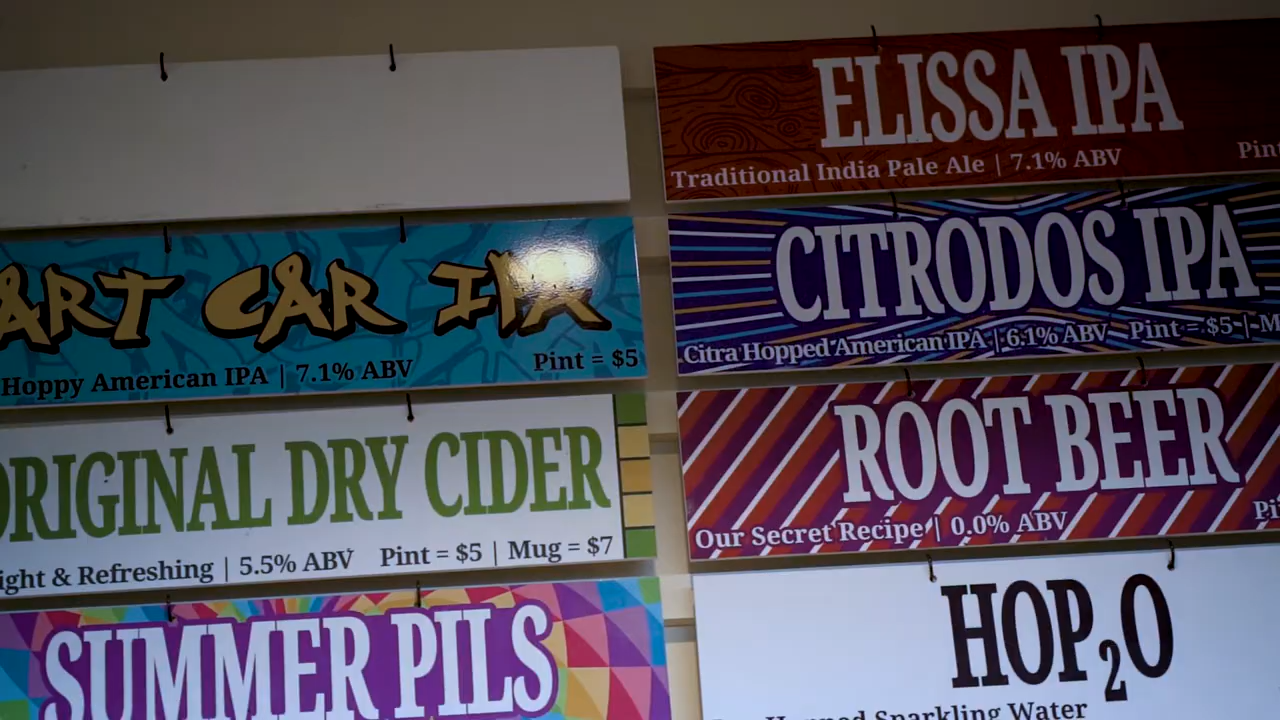 ART CAR IPA
Hoppy American IPA | 7.1% ABV Pint = $5
ORIGINAL DRY CIDER
ight & Refreshing | 5.5% ABV Pint = $5 | Mug = $7
SUMMER PILS
ELISSA IPA
Traditional India Pale Ale | 7.1% ABV Pint
CITRODOS IPA
Citra Hopped American IPA | 6.1% ABV Pint = $5 | M
ROOT BEER
Our Secret Recipe | 0.0% ABV Pi
HOP₂O
Hopped Sparkling Water